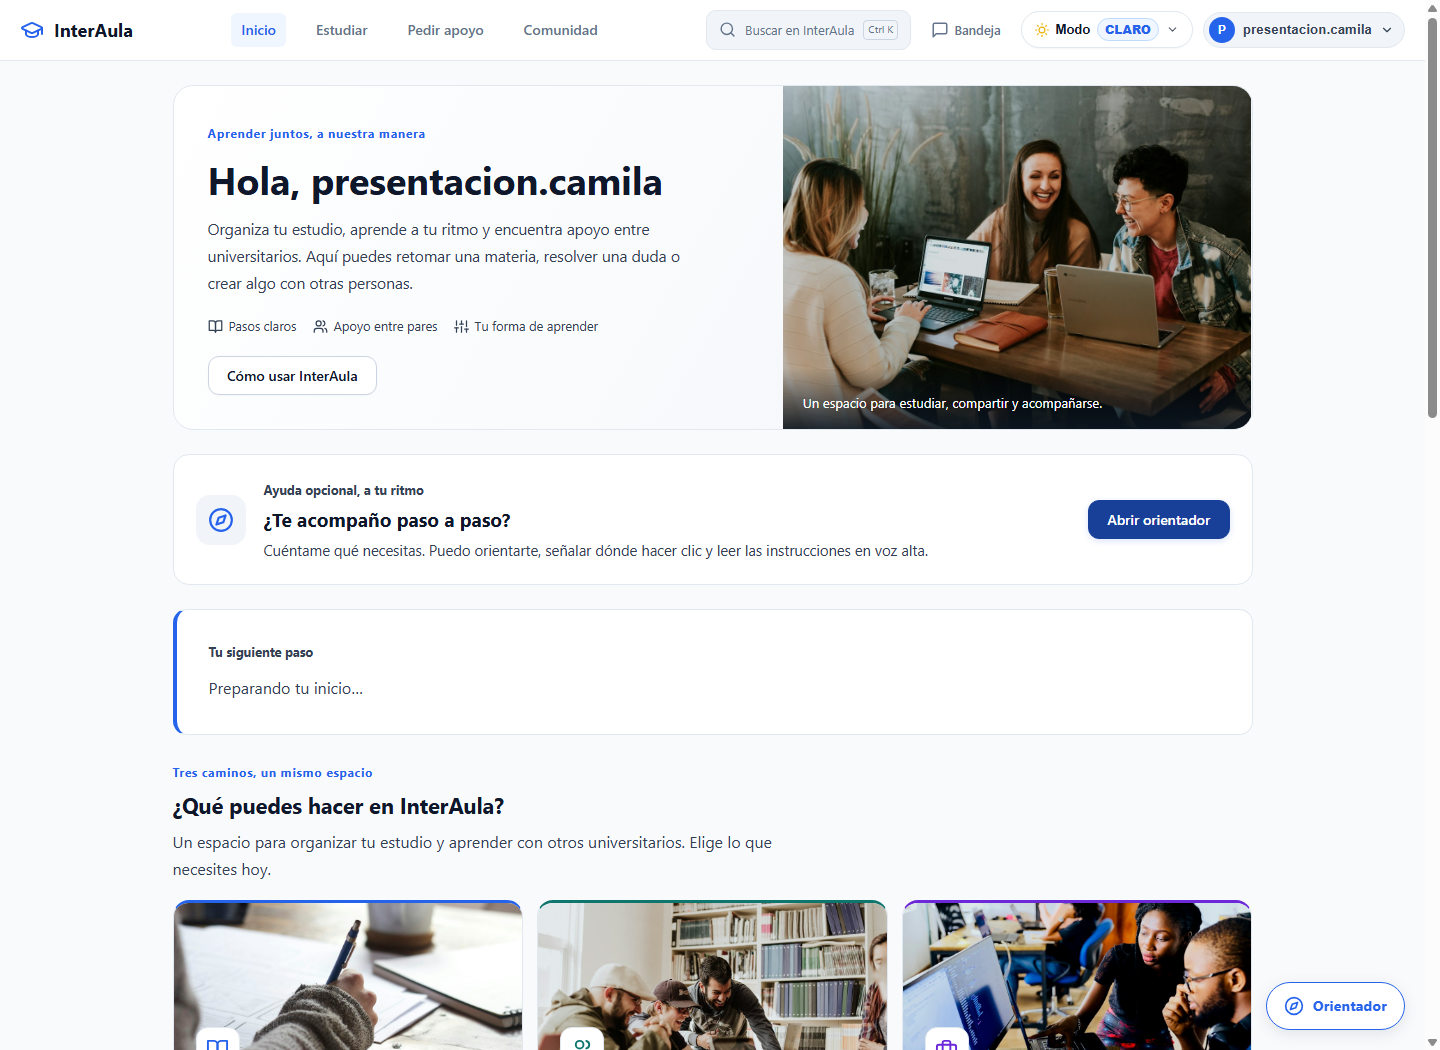 InterAula
Inicio
Estudiar
Pedir apoyo
Comunidad
Buscar en InterAula
Ctrl K
Bandeja
Modo
CLARO
P
presentacion.camila
Aprender juntos, a nuestra manera
Hola, presentacion.camila
Organiza tu estudio, aprende a tu ritmo y encuentra apoyo entre
universitarios. Aquí puedes retomar una materia, resolver una duda o
crear algo con otras personas.
Pasos claros
Apoyo entre pares
Tu forma de aprender
Cómo usar InterAula
Un espacio para estudiar, compartir y acompañarse.
Ayuda opcional, a tu ritmo
¿Te acompaño paso a paso?
Cuéntame qué necesitas. Puedo orientarte, señalar dónde hacer clic y leer las instrucciones en voz alta.
Abrir orientador
Tu siguiente paso
Preparando tu inicio...
Tres caminos, un mismo espacio
¿Qué puedes hacer en InterAula?
Un espacio para organizar tu estudio y aprender con otros universitarios. Elige lo que
necesites hoy.
Orientador